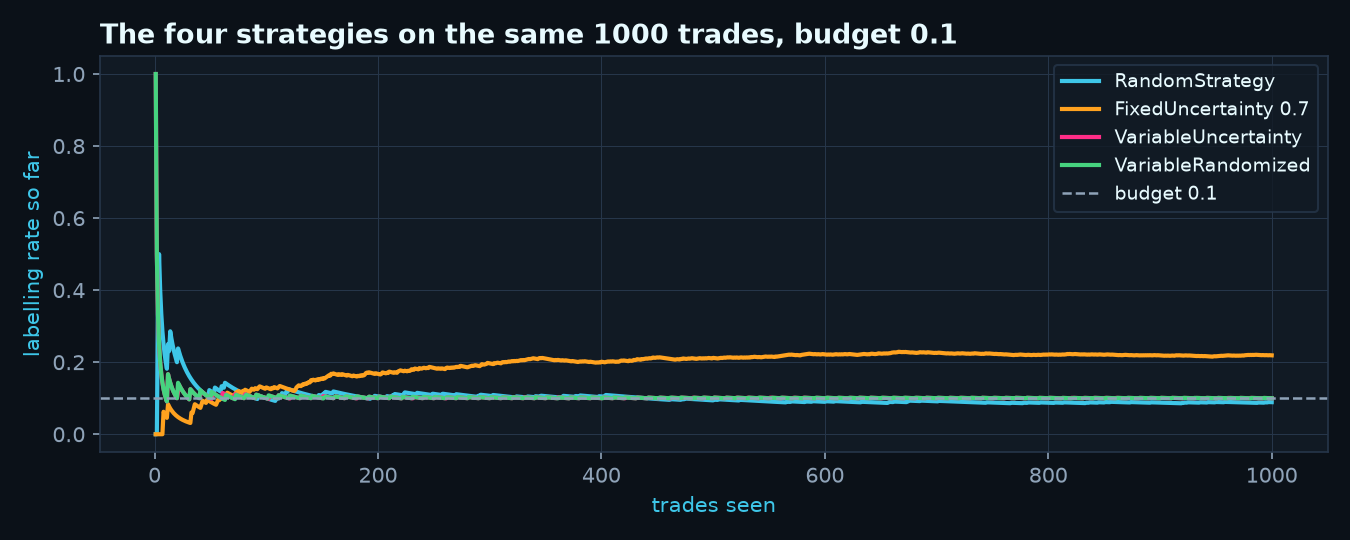 The four strategies on the same 1000 trades, budget 0.1
RandomStrategy
FixedUncertainty 0.7
VariableUncertainty
VariableRandomized
budget 0.1
labelling rate so far
1.0
0.8
0.6
0.4
0.2
0.0
0
200
400
600
800
1000
trades seen